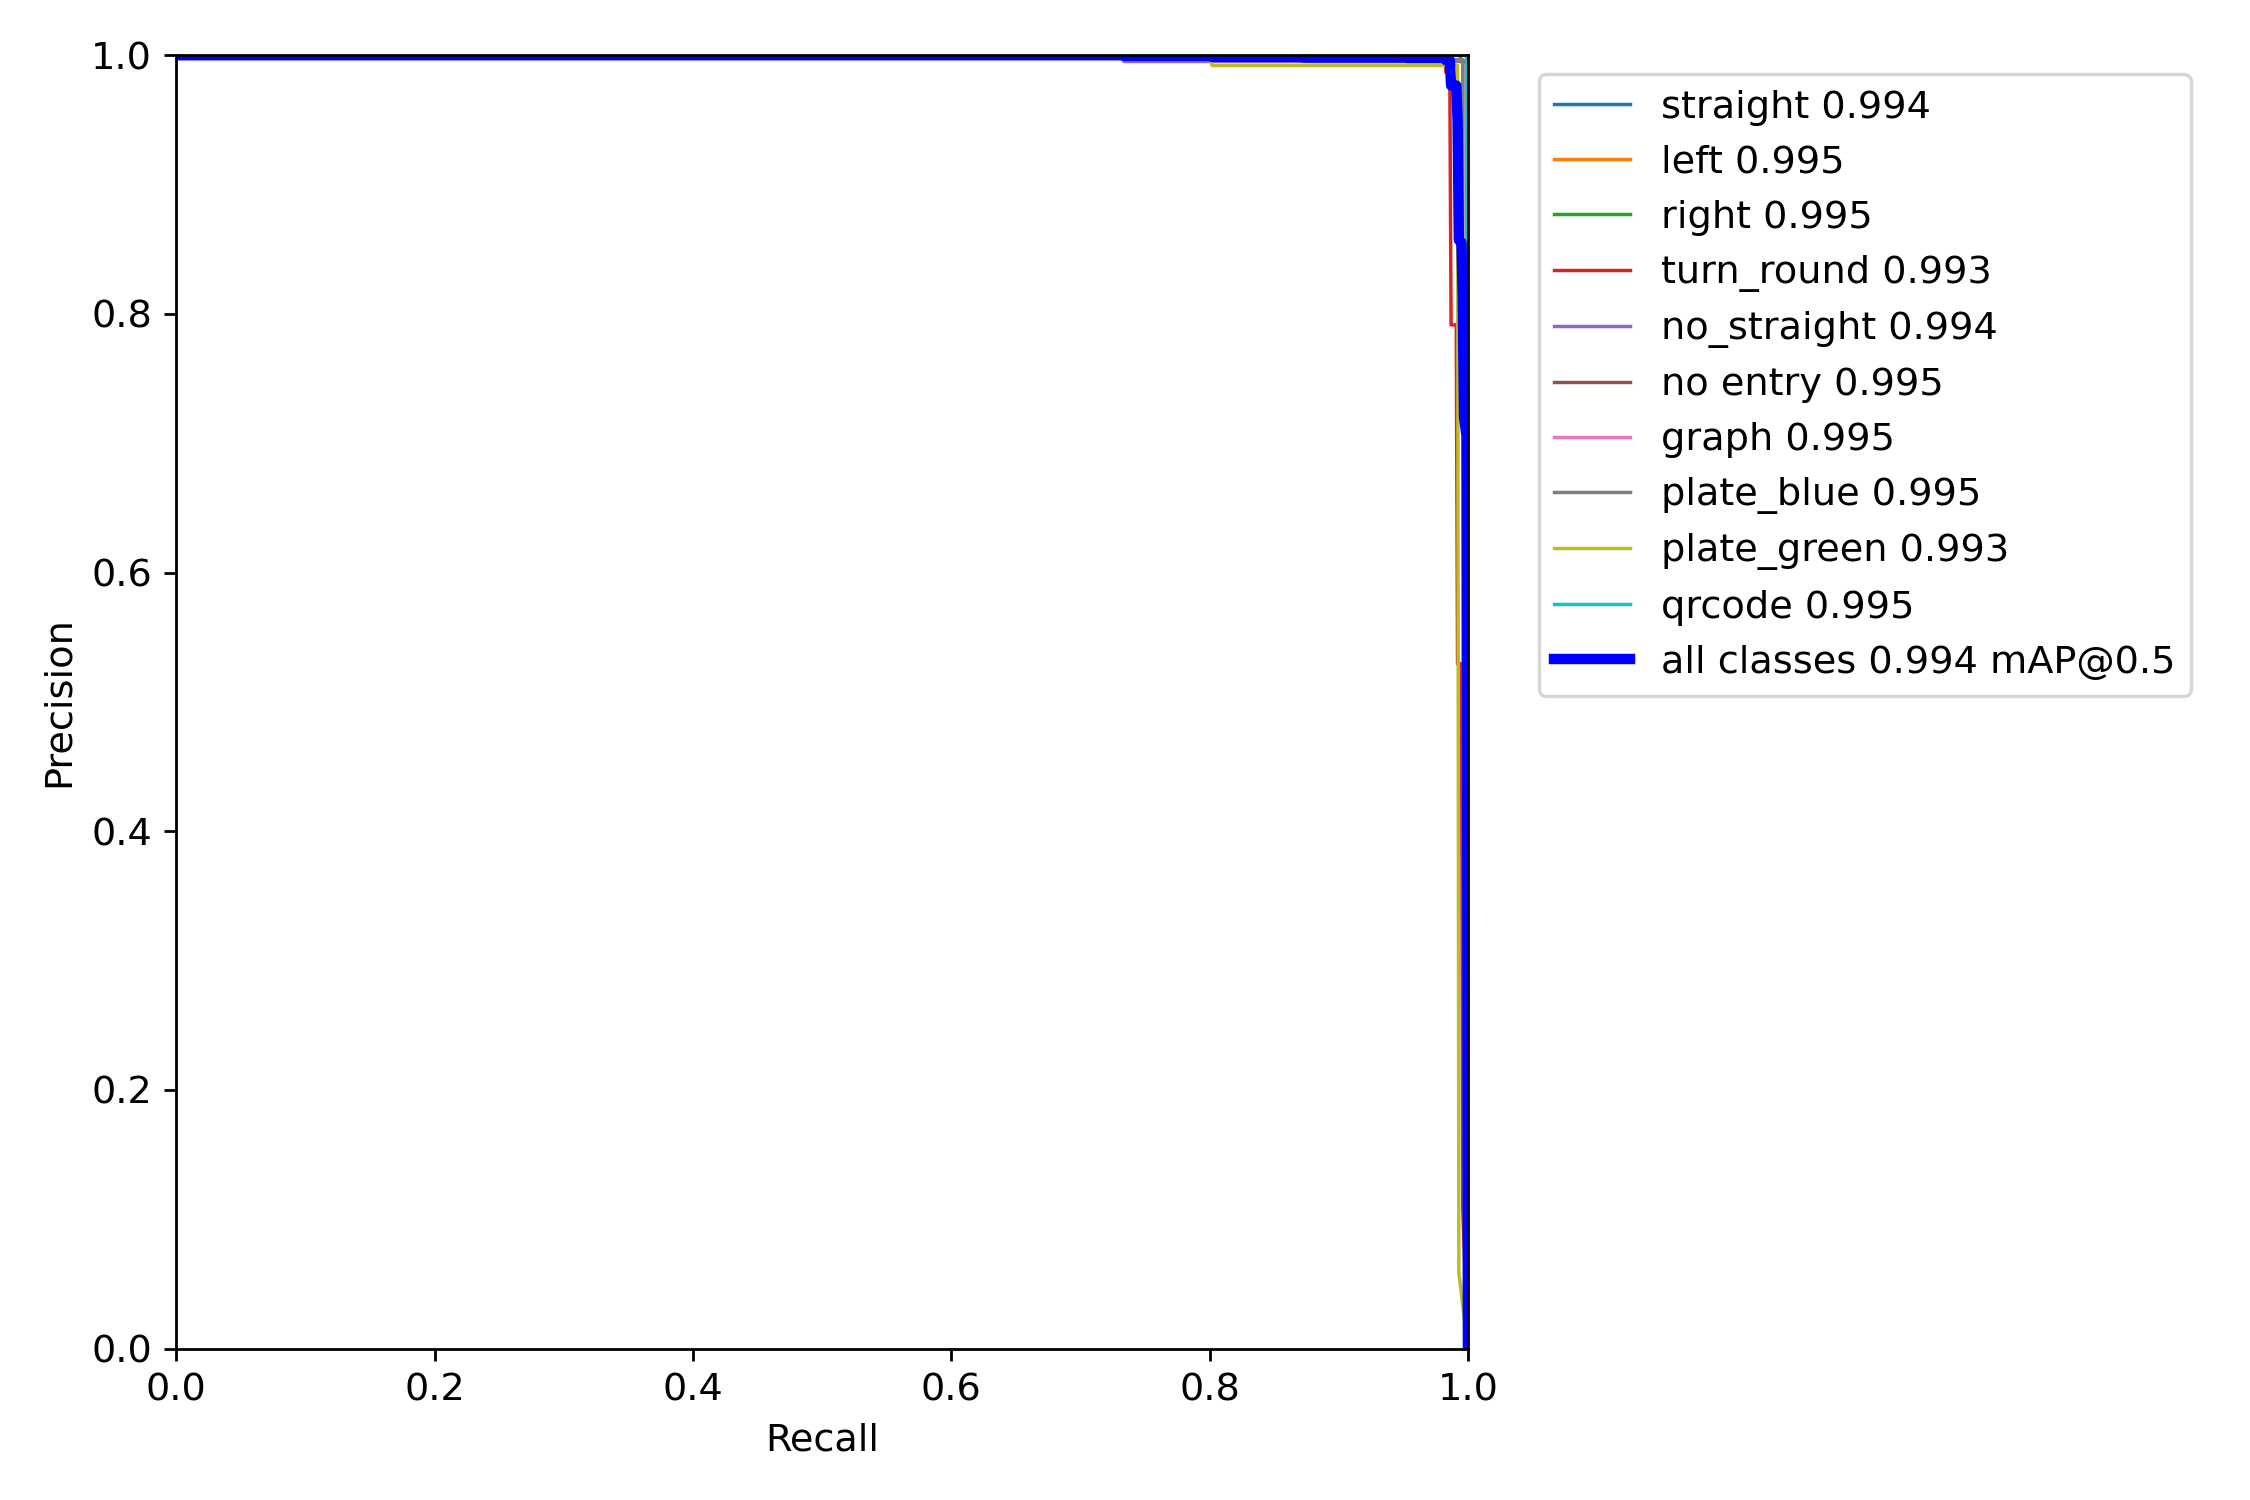 1.0
0.8
0.6
0.4
0.2
0.0
Precision
0.0 0.2 0.4 0.6 0.8 1.0
Recall
straight 0.994
left 0.995
right 0.995
turn_round 0.993
no_straight 0.994
no entry 0.995
graph 0.995
plate_blue 0.995
plate_green 0.993
qrcode 0.995
all classes 0.994 mAP@0.5